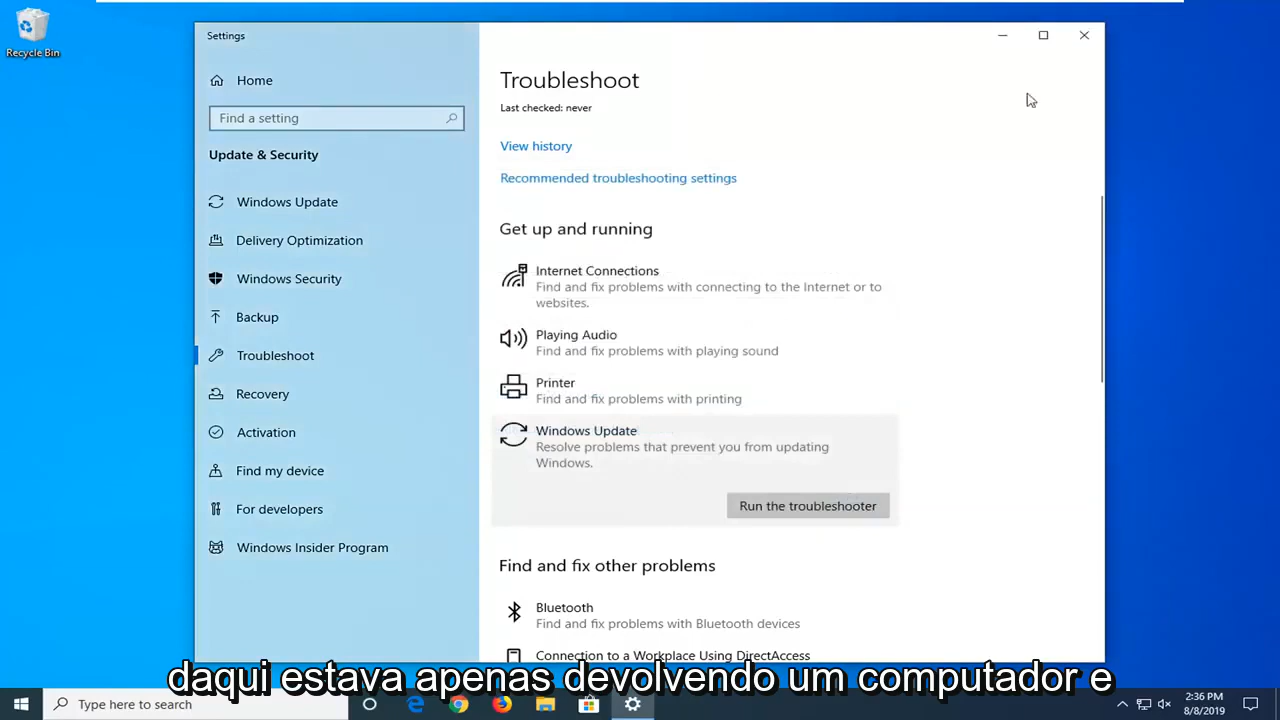 Recycle Bin
Settings
Home
Find a setting
Update & Security
Windows Update
Delivery Optimization
Windows Security
Backup
Troubleshoot
Recovery
Activation
Find my device
For developers
Windows Insider Program
Troubleshoot
Last checked: never
View history
Recommended troubleshooting settings
Get up and running
Internet Connections
Find and fix problems with connecting to the Internet or to
websites.
Playing Audio
Find and fix problems with playing sound
Printer
Find and fix problems with printing
Windows Update
Resolve problems that prevent you from updating
Windows.
Run the troubleshooter
Find and fix other problems
Bluetooth
Find and fix problems with Bluetooth devices
Connection to a Workplace Using DirectAccess
daqui estava apenas devolvendo um computador e
Type here to search
2:36 PM
8/8/2019